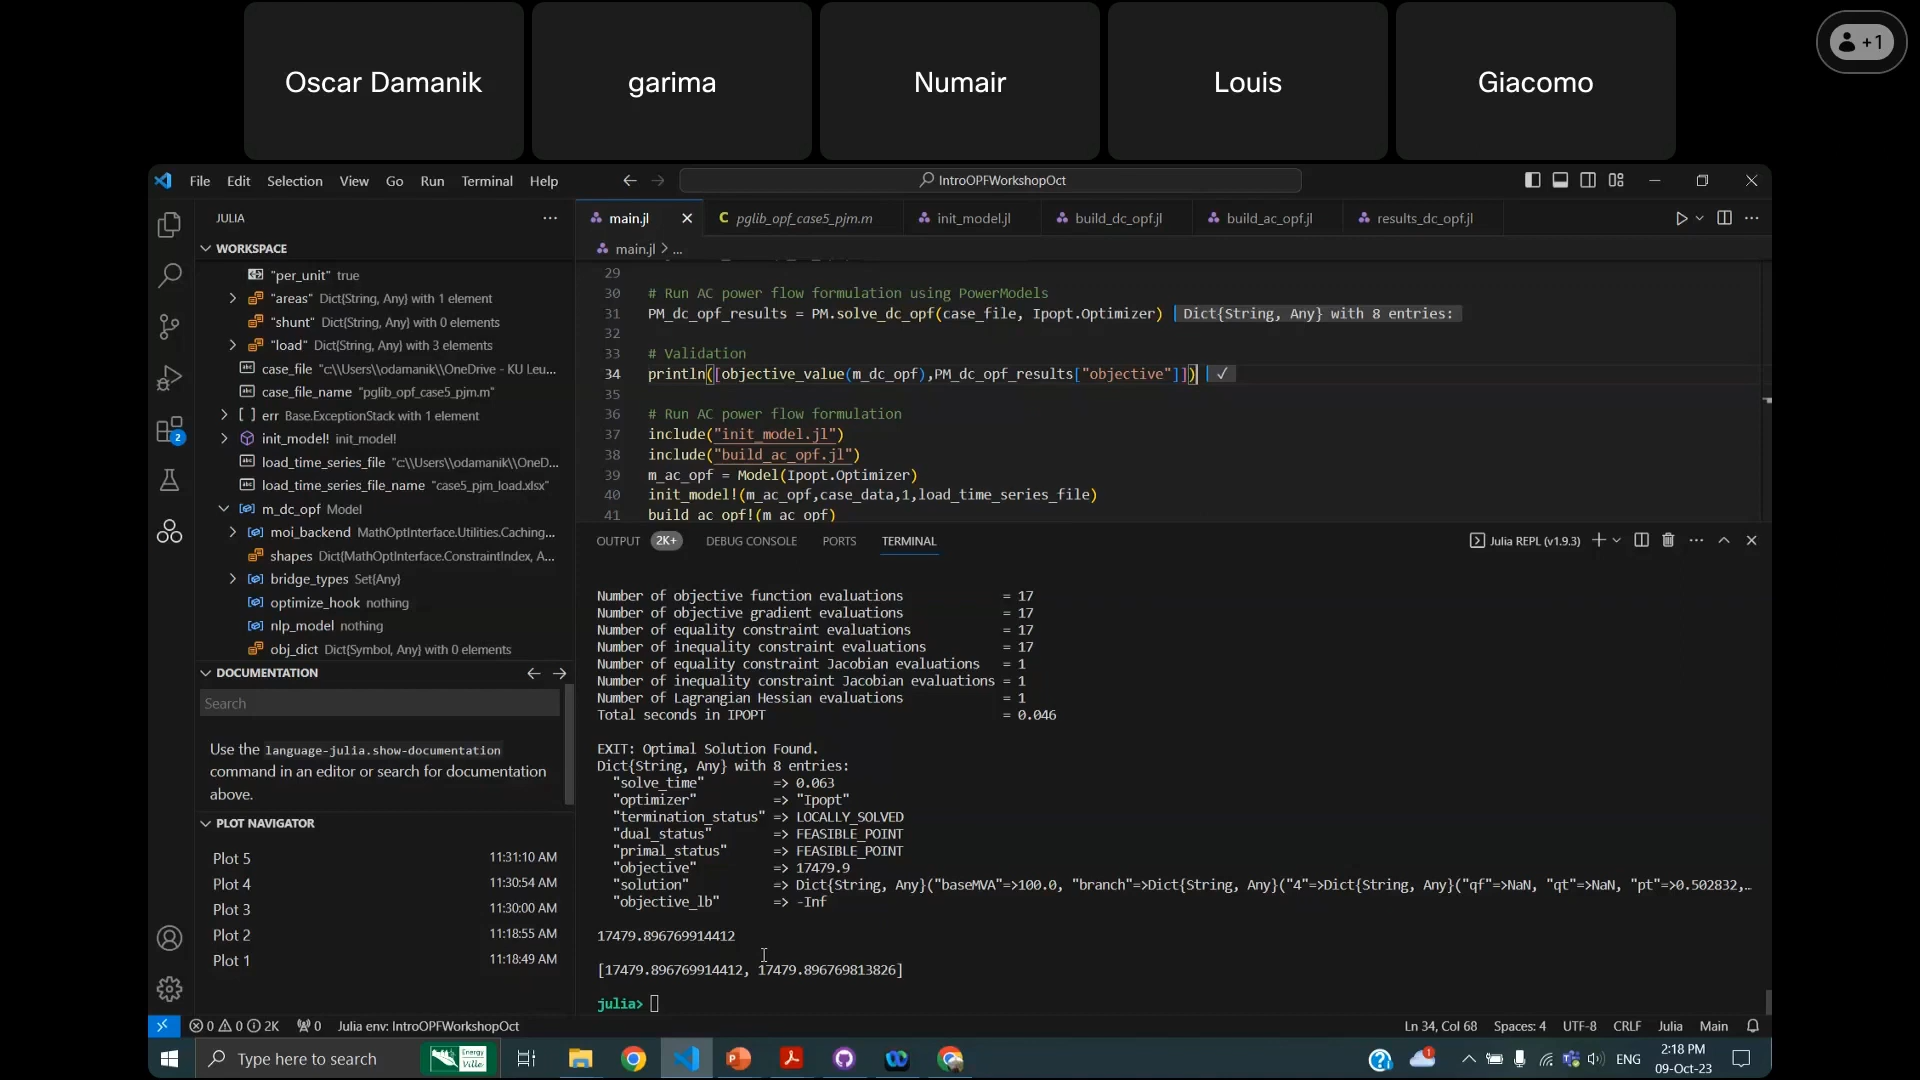 Oscar Damanik
garima
Numair
Louis
Giacomo
+1
File Edit Selection View Go Run Terminal Help
IntroOPFWorkshopOct
JULIA
WORKSPACE
"per_unit" true
"areas" Dict{String, Any} with 1 element
"shunt" Dict{String, Any} with 0 elements
"load" Dict{String, Any} with 3 elements
case_file "c:\\Users\\odamanik\\OneDrive - KU Leu...
case_file_name "pglib_opf_case5_pjm.m"
err Base.ExceptionStack with 1 element
init_model! init_model!
load_time_series_file "c:\\Users\\odamanik\\OneD...
load_time_series_file_name "case5_pjm_load.xlsx"
m_dc_opf Model
moi_backend MathOptInterface.Utilities.Caching...
shapes Dict{MathOptInterface.ConstraintIndex, A...
bridge_types Set{Any}
optimize_hook nothing
nlp_model nothing
obj_dict Dict{Symbol, Any} with 0 elements
DOCUMENTATION
Search
Use the language-julia.show-documentation
command in an editor or search for documentation
above.
PLOT NAVIGATOR
Plot 5 11:31:10 AM
Plot 4 11:30:54 AM
Plot 3 11:30:00 AM
Plot 2 11:18:55 AM
Plot 1 11:18:49 AM
2
main.jl
pglib_opf_case5_pjm.m
init_model.jl
build_dc_opf.jl
build_ac_opf.jl
results_dc_opf.jl
main.jl > ...
29
30 # Run AC power flow formulation using PowerModels
31 PM_dc_opf_results = PM.solve_dc_opf(case_file, Ipopt.Optimizer) Dict{String, Any} with 8 entries:
32
33 # Validation
34 println([objective_value(m_dc_opf),PM_dc_opf_results["objective"]]) ✓
35
36 # Run AC power flow formulation
37 include("init_model.jl")
38 include("build_ac_opf.jl")
39 m_ac_opf = Model(Ipopt.Optimizer)
40 init_model!(m_ac_opf,case_data,1,load_time_series_file)
41 build_ac_opf!(m_ac_opf)
OUTPUT 2K+ DEBUG CONSOLE PORTS TERMINAL
Julia REPL (v1.9.3)
Number of objective function evaluations = 17
Number of objective gradient evaluations = 17
Number of equality constraint evaluations = 17
Number of inequality constraint evaluations = 17
Number of equality constraint Jacobian evaluations = 1
Number of inequality constraint Jacobian evaluations = 1
Number of Lagrangian Hessian evaluations = 1
Total seconds in IPOPT = 0.046
EXIT: Optimal Solution Found.
Dict{String, Any} with 8 entries:
"solve_time" => 0.063
"optimizer" => "Ipopt"
"termination_status" => LOCALLY_SOLVED
"dual_status" => FEASIBLE_POINT
"primal_status" => FEASIBLE_POINT
"objective" => 17479.9
"solution" => Dict{String, Any}("baseMVA"=>100.0, "branch"=>Dict{String, Any}("4"=>Dict{String, Any}("qf"=>NaN, "qt"=>NaN, "pt"=>0.502832,…
"objective_lb" => -Inf
17479.896769914412
[17479.896769914412, 17479.896769813826]
julia>
0 0 2K 0 Julia env: IntroOPFWorkshopOct
Ln 34, Col 68 Spaces: 4 UTF-8 CRLF Julia Main
Type here to search
Energy
Ville
1
ENG
2:18 PM
09-Oct-23